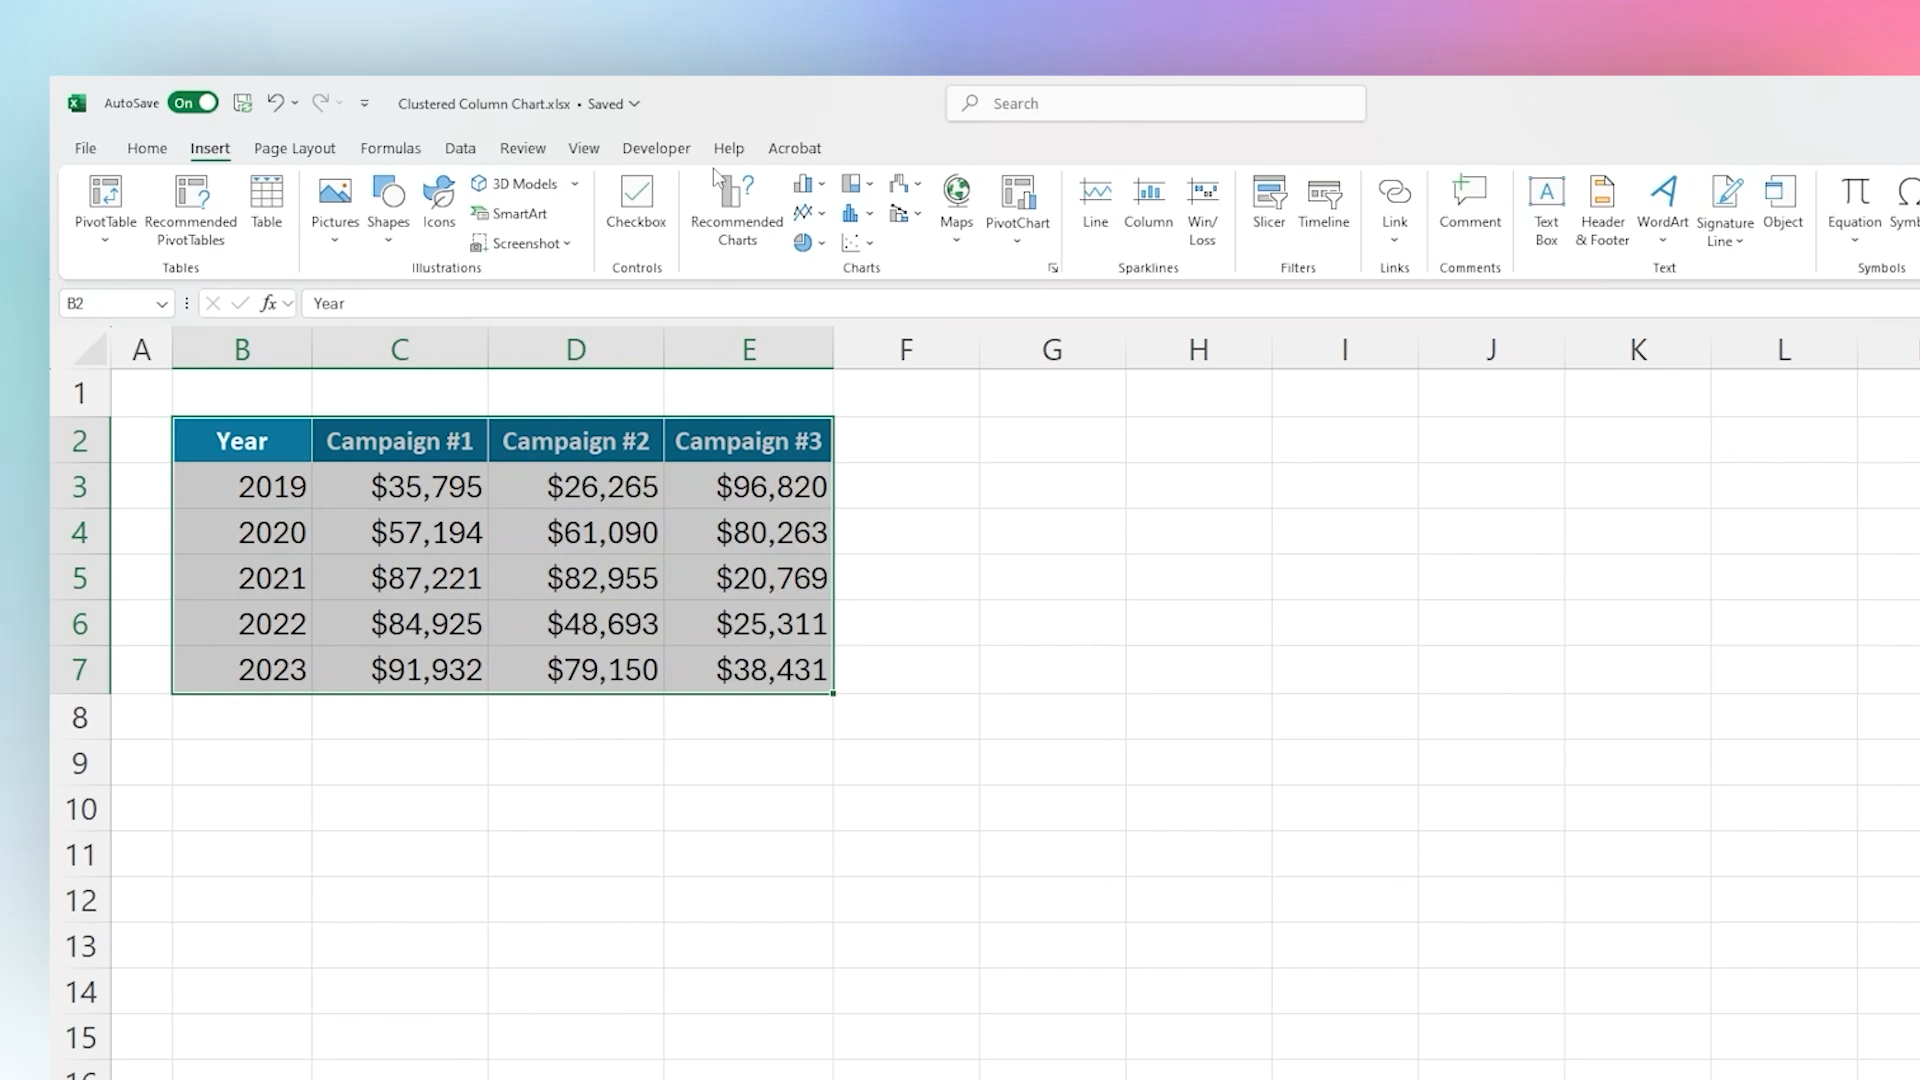 AutoSave On Clustered Column Chart.xlsx • Saved Search
File Home Insert Page Layout Formulas Data Review View Developer Help Acrobat
PivotTable Recommended PivotTables Table
Tables
Pictures Shapes Icons
3D Models
SmartArt
Screenshot
Illustrations
Checkbox
Controls
Recommended Charts
Maps PivotChart
Charts
Line Column Win/Loss
Sparklines
Slicer Timeline
Filters
Link
Links
Comment
Comments
Text Box Header & Footer WordArt Signature Line Object
Text
Equation
Symbols
B2 fx Year
A B C D E F G H I J K L
1
2 Year Campaign #1 Campaign #2 Campaign #3
3 2019 $35,795 $26,265 $96,820
4 2020 $57,194 $61,090 $80,263
5 2021 $87,221 $82,955 $20,769
6 2022 $84,925 $48,693 $25,311
7 2023 $91,932 $79,150 $38,431
8
9
10
11
12
13
14
15